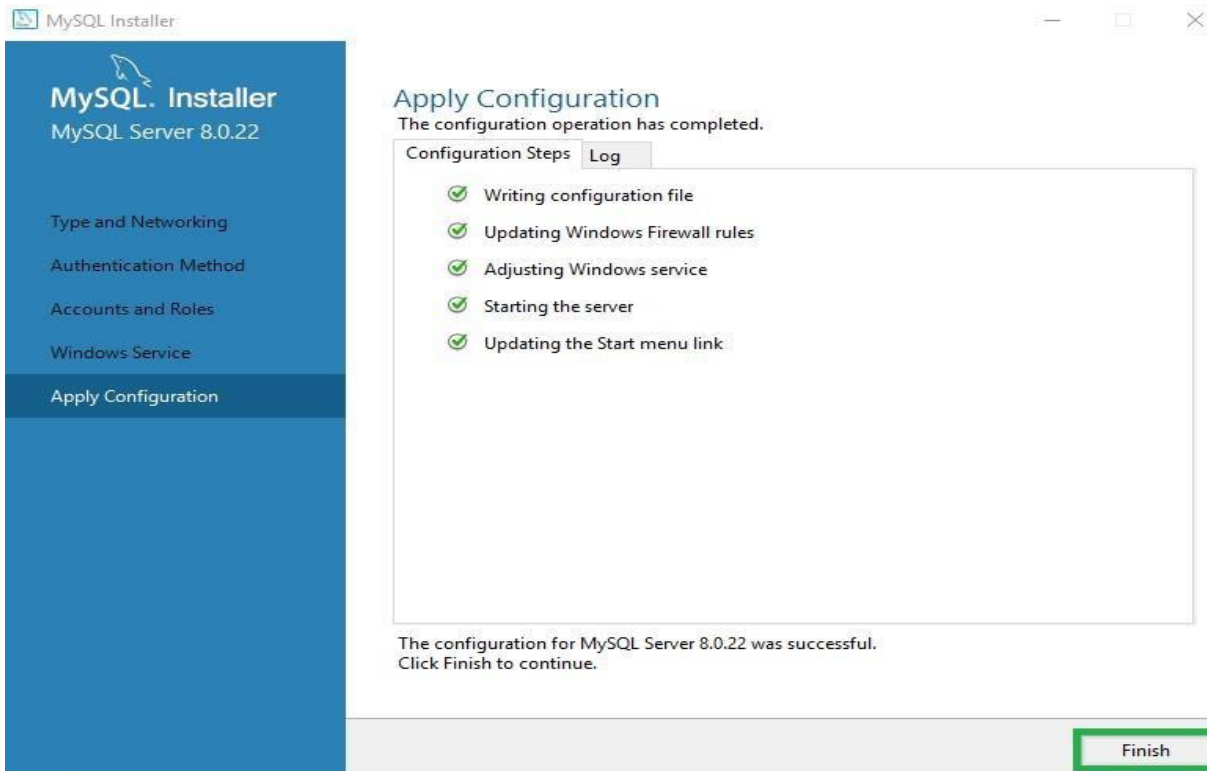 MySQL Installer
MySQL. Installer
MySQL Server 8.0.22
Type and Networking
Authentication Method
Accounts and Roles
Windows Service
Apply Configuration
Apply Configuration
The configuration operation has completed.
Configuration Steps Log
Writing configuration file
Updating Windows Firewall rules
Adjusting Windows service
Starting the server
Updating the Start menu link
The configuration for MySQL Server 8.0.22 was successful.
Click Finish to continue.
Finish